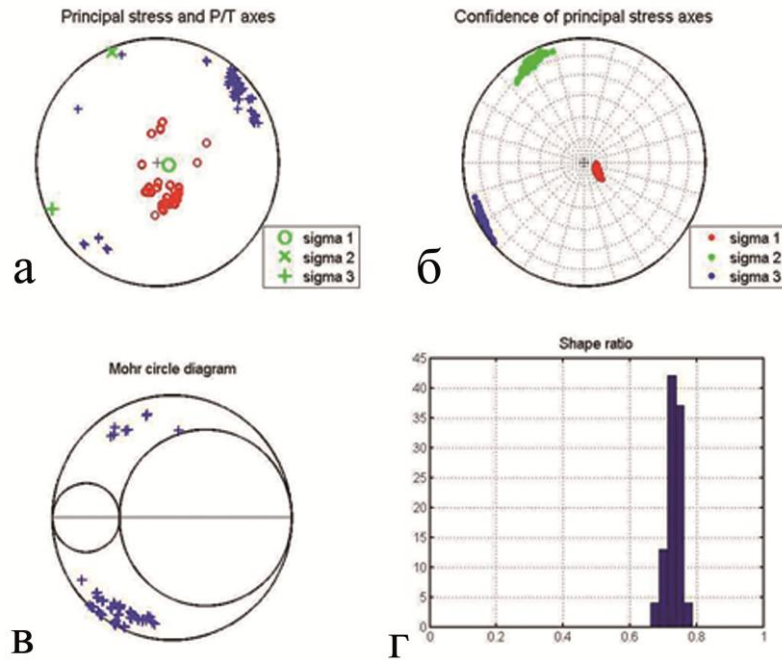 Principal stress and P/T axes
sigma 1
sigma 2
sigma 3
а
Confidence of principal stress axes
sigma 1
sigma 2
sigma 3
б
Mohr circle diagram
в
Shape ratio
45
40
35
30
25
20
15
10
5
0
0 0.2 0.4 0.6 0.8 1
г